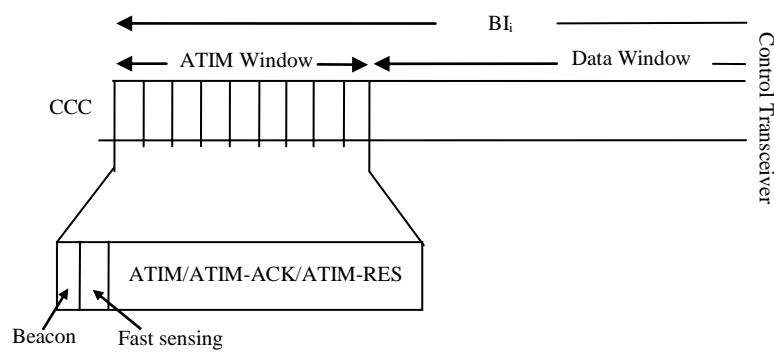 BIi
ATIM Window
Data Window
CCC
Control Transceiver
ATIM/ATIM-ACK/ATIM-RES
Beacon
Fast sensing